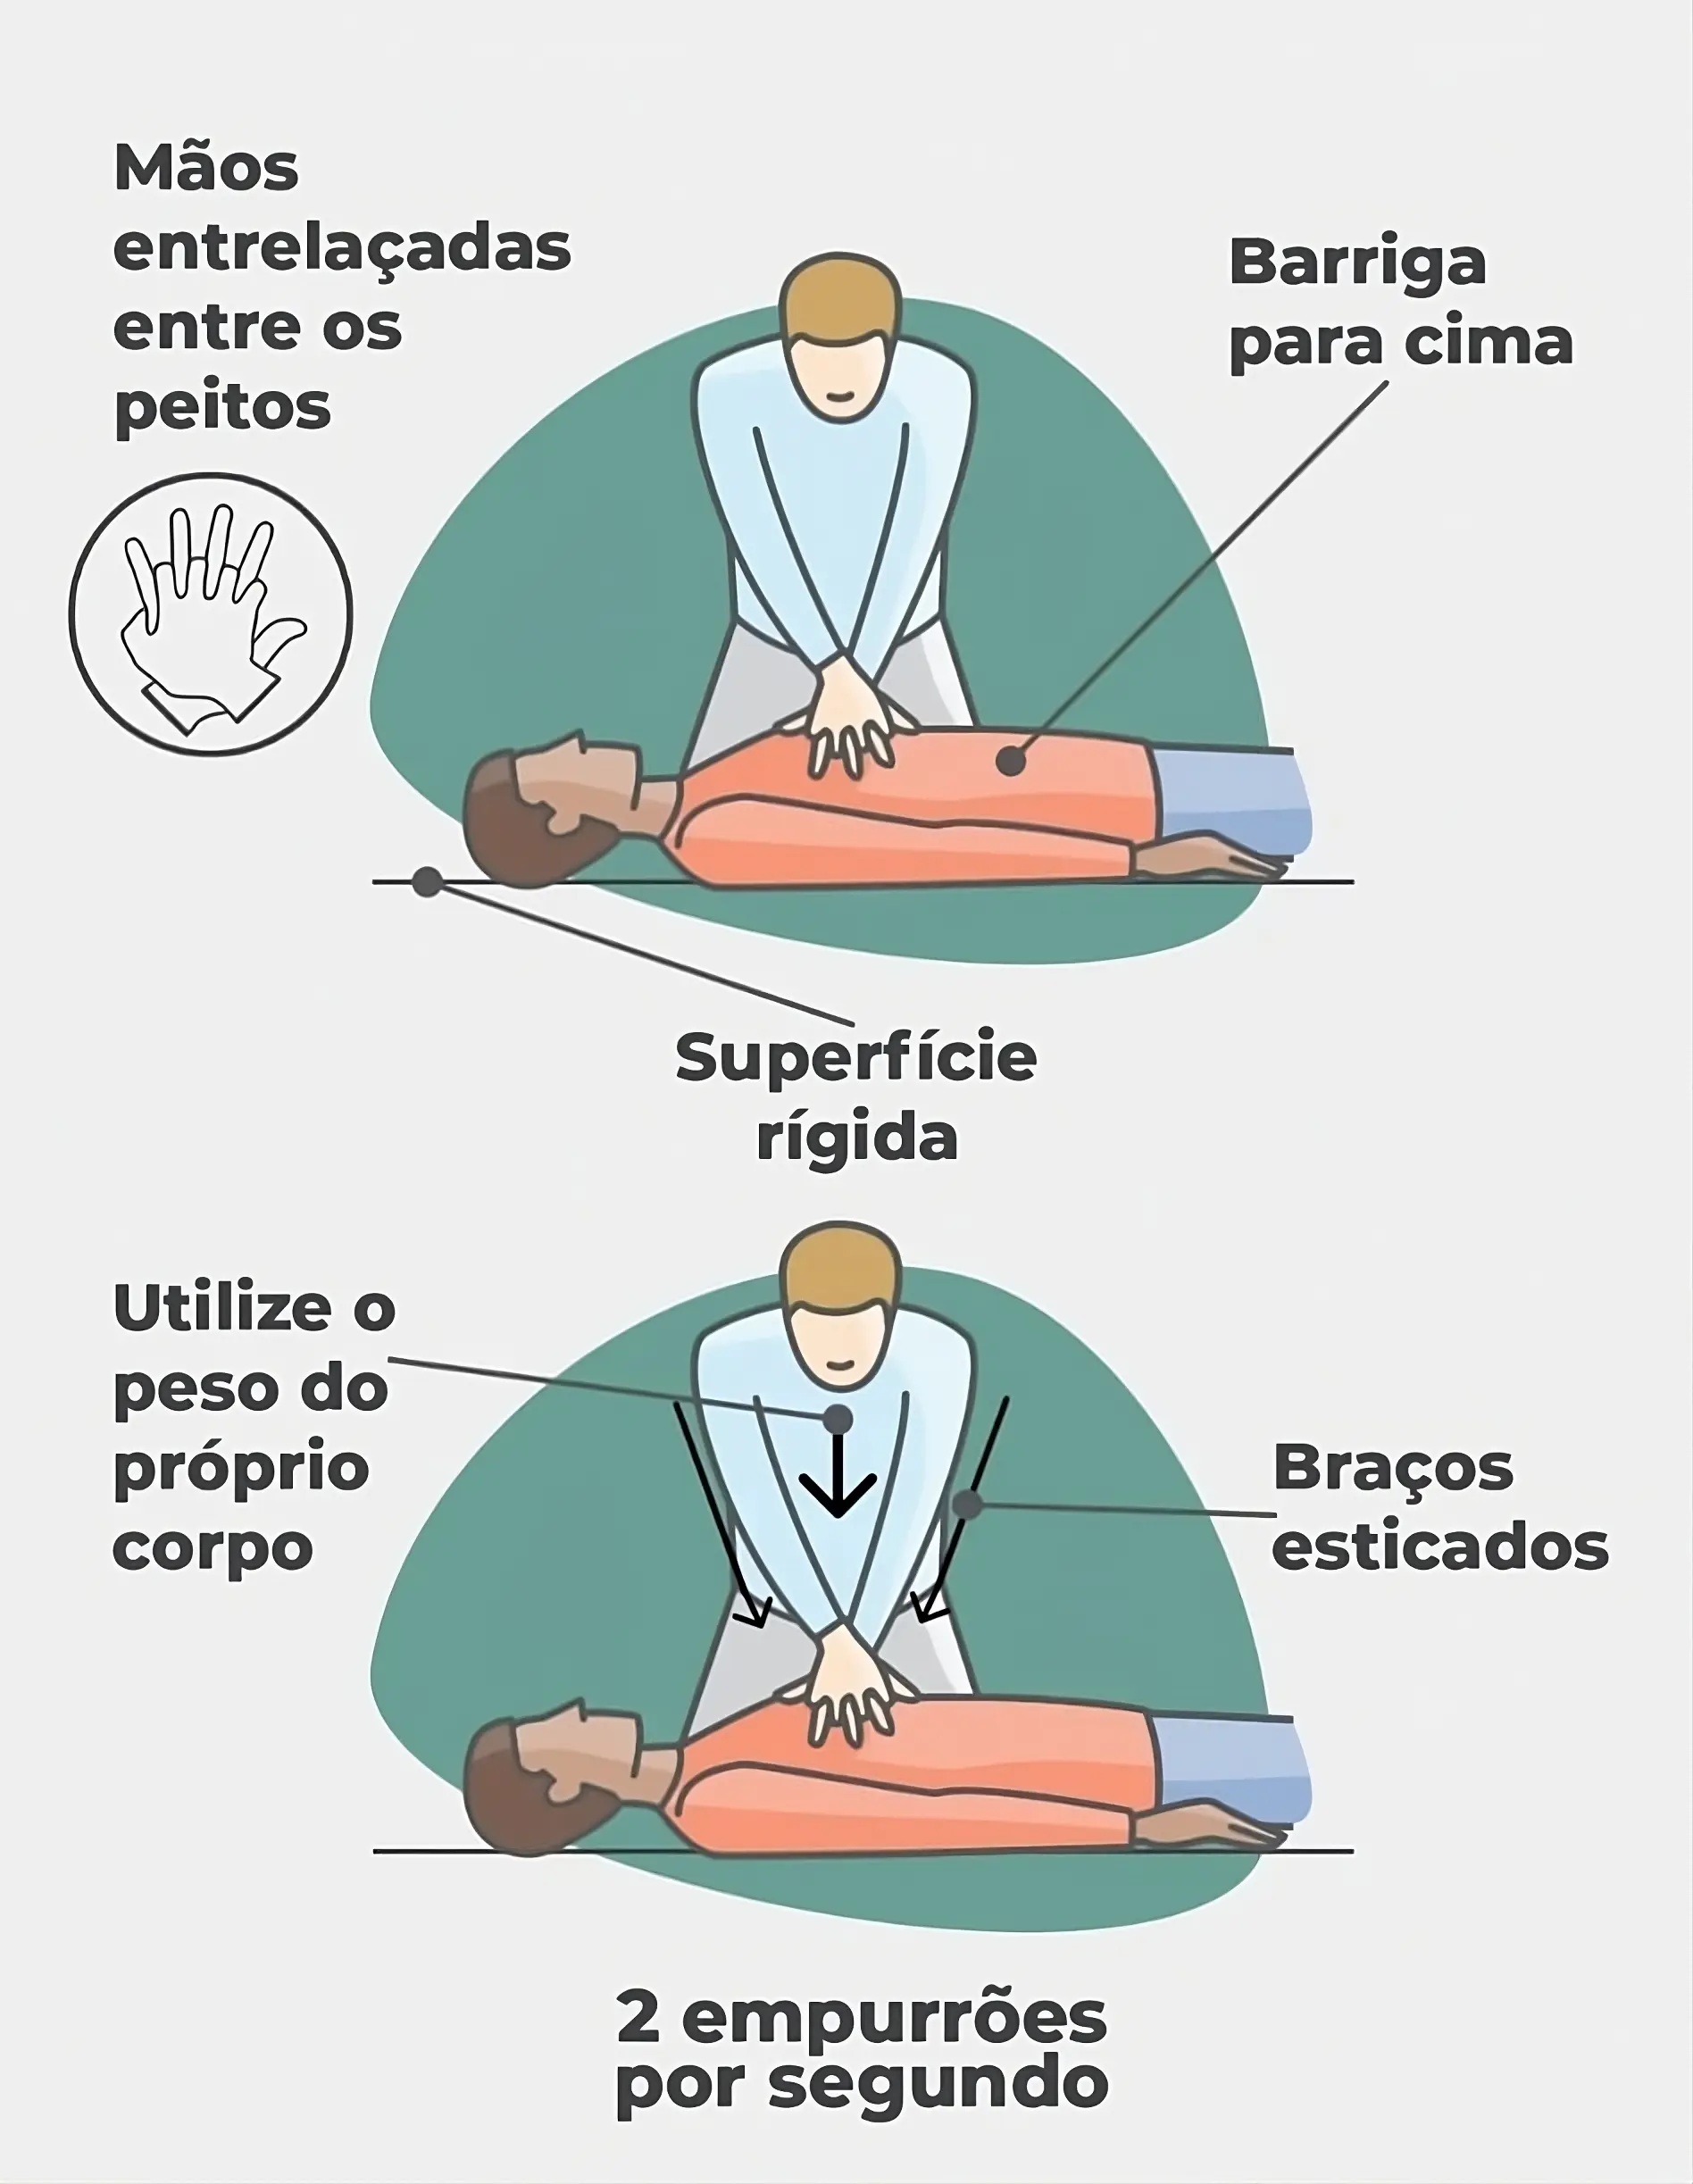 Mãos
entrelaçadas
entre os
peitos
Barriga
para cima
Superfície
rígida
Utilize o
peso do
próprio
corpo
Braços
esticados
2 empurrões
por segundo